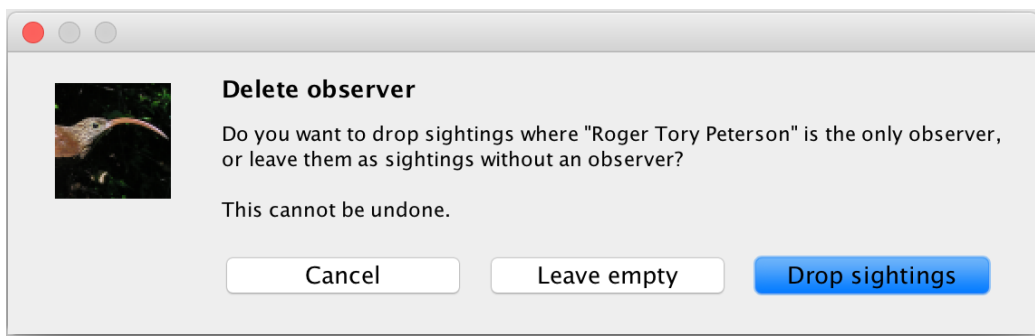 Delete observer
Do you want to drop sightings where "Roger Tory Peterson" is the only observer,
or leave them as sightings without an observer?
This cannot be undone.
Cancel
Leave empty
Drop sightings